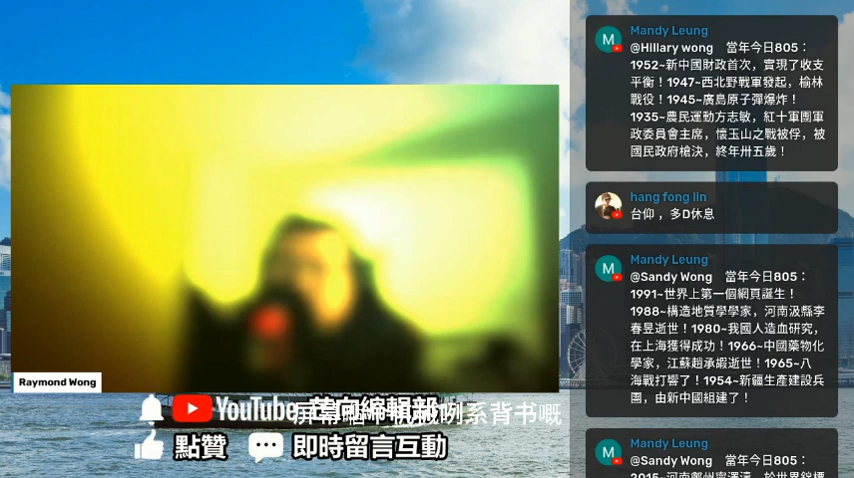 Mandy Leung
@Hillary wong 當年今日805：
1952~新中國財政首次，實現了收支
平衡！1947~西北野戰軍發起，榆林
戰役！1945~廣島原子彈爆炸！
1935~農民運動方志敏，紅十軍團軍
政委員會主席，懷玉山之戰被俘，被
國民政府槍決，終年卅五歲！
hang fong lin
台仰 ，多D休息
Mandy Leung
@Sandy Wong 當年今日805：
1991~世界上第一個網頁誕生！
1988~構造地質學學家，河南汲縣李
春昱逝世！1980~我國人造血研究，
在上海獲得成功！1966~中國藥物化
學家，江蘇趙承嘏逝世！1965~八
海戰打響了！1954~新疆生產建設兵
團，由新中國組建了！
Mandy Leung
@Sandy Wong 當年今日805：
Raymond Wong
YouTube
系背书嘅
點贊 即時留言互動